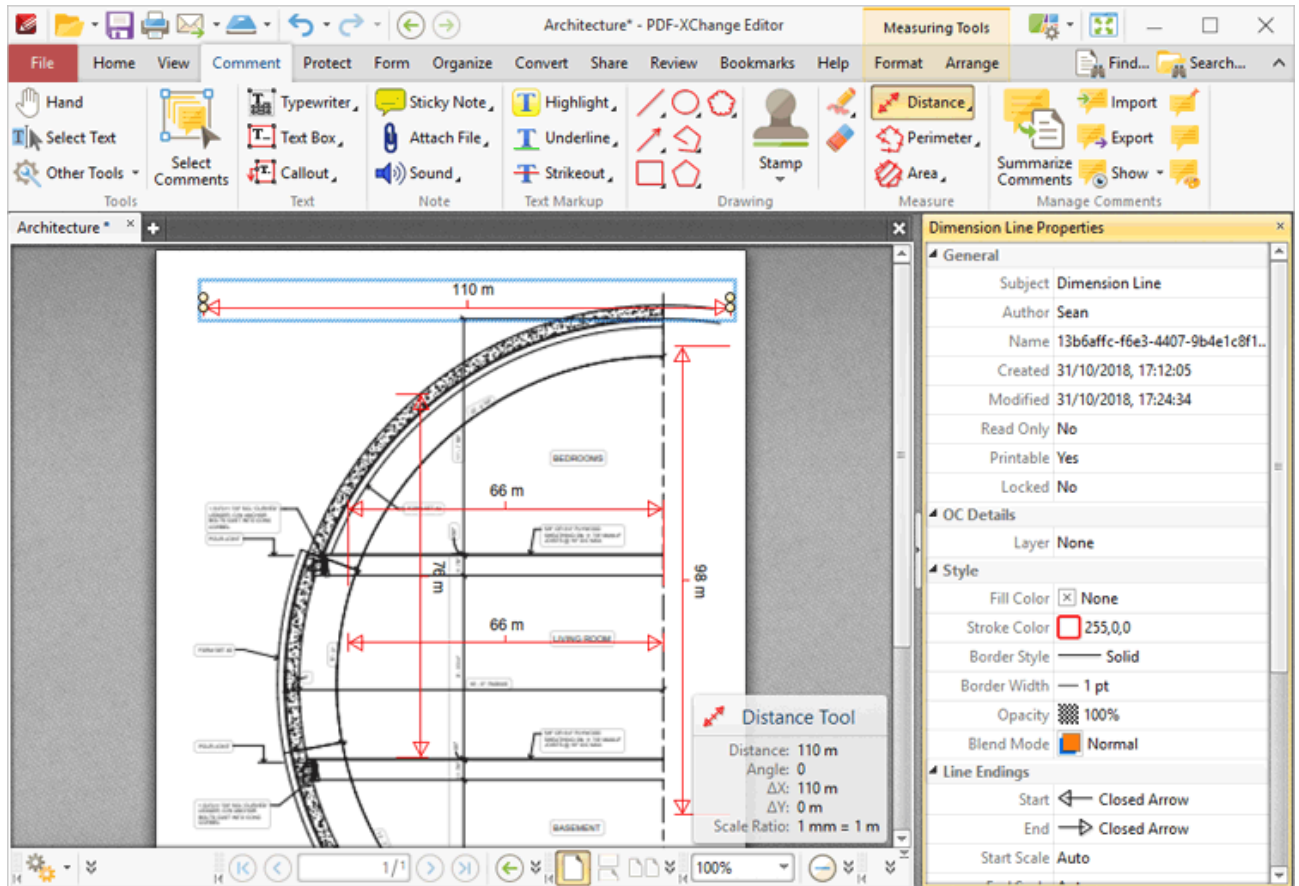 Architecture* - PDF-XChange Editor
Measuring Tools
File Home View Comment Protect Form Organize Convert Share Review Bookmarks Help Format Arrange Find... Search...
Hand
Select Text
Other Tools
Select Comments
Tools
Typewriter
Text Box
Callout
Text
Sticky Note
Attach File
Sound
Note
Highlight
Underline
Strikeout
Text Markup
Stamp
Drawing
Distance
Perimeter
Area
Measure
Summarize Comments
Import
Export
Show
Manage Comments
Architecture *
110 m
BEDROOMS
66 m
76 m
98 m
66 m
LIVING ROOM
BASEMENT
Distance Tool
Distance: 110 m
Angle: 0
ΔX: 110 m
ΔY: 0 m
Scale Ratio: 1 mm = 1 m
1/1
100%
Dimension Line Properties
General
Subject Dimension Line
Author Sean
Name 13b6affc-f6e3-4407-9b4e1c8f1..
Created 31/10/2018, 17:12:05
Modified 31/10/2018, 17:24:34
Read Only No
Printable Yes
Locked No
OC Details
Layer None
Style
Fill Color None
Stroke Color 255,0,0
Border Style Solid
Border Width 1 pt
Opacity 100%
Blend Mode Normal
Line Endings
Start Closed Arrow
End Closed Arrow
Start Scale Auto